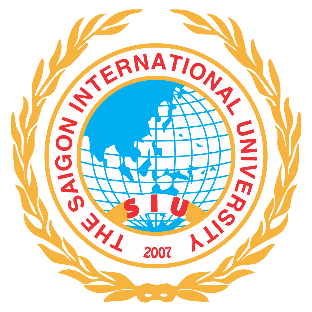 THE SAIGON INTERNATIONAL UNIVERSITY
SIU
2007